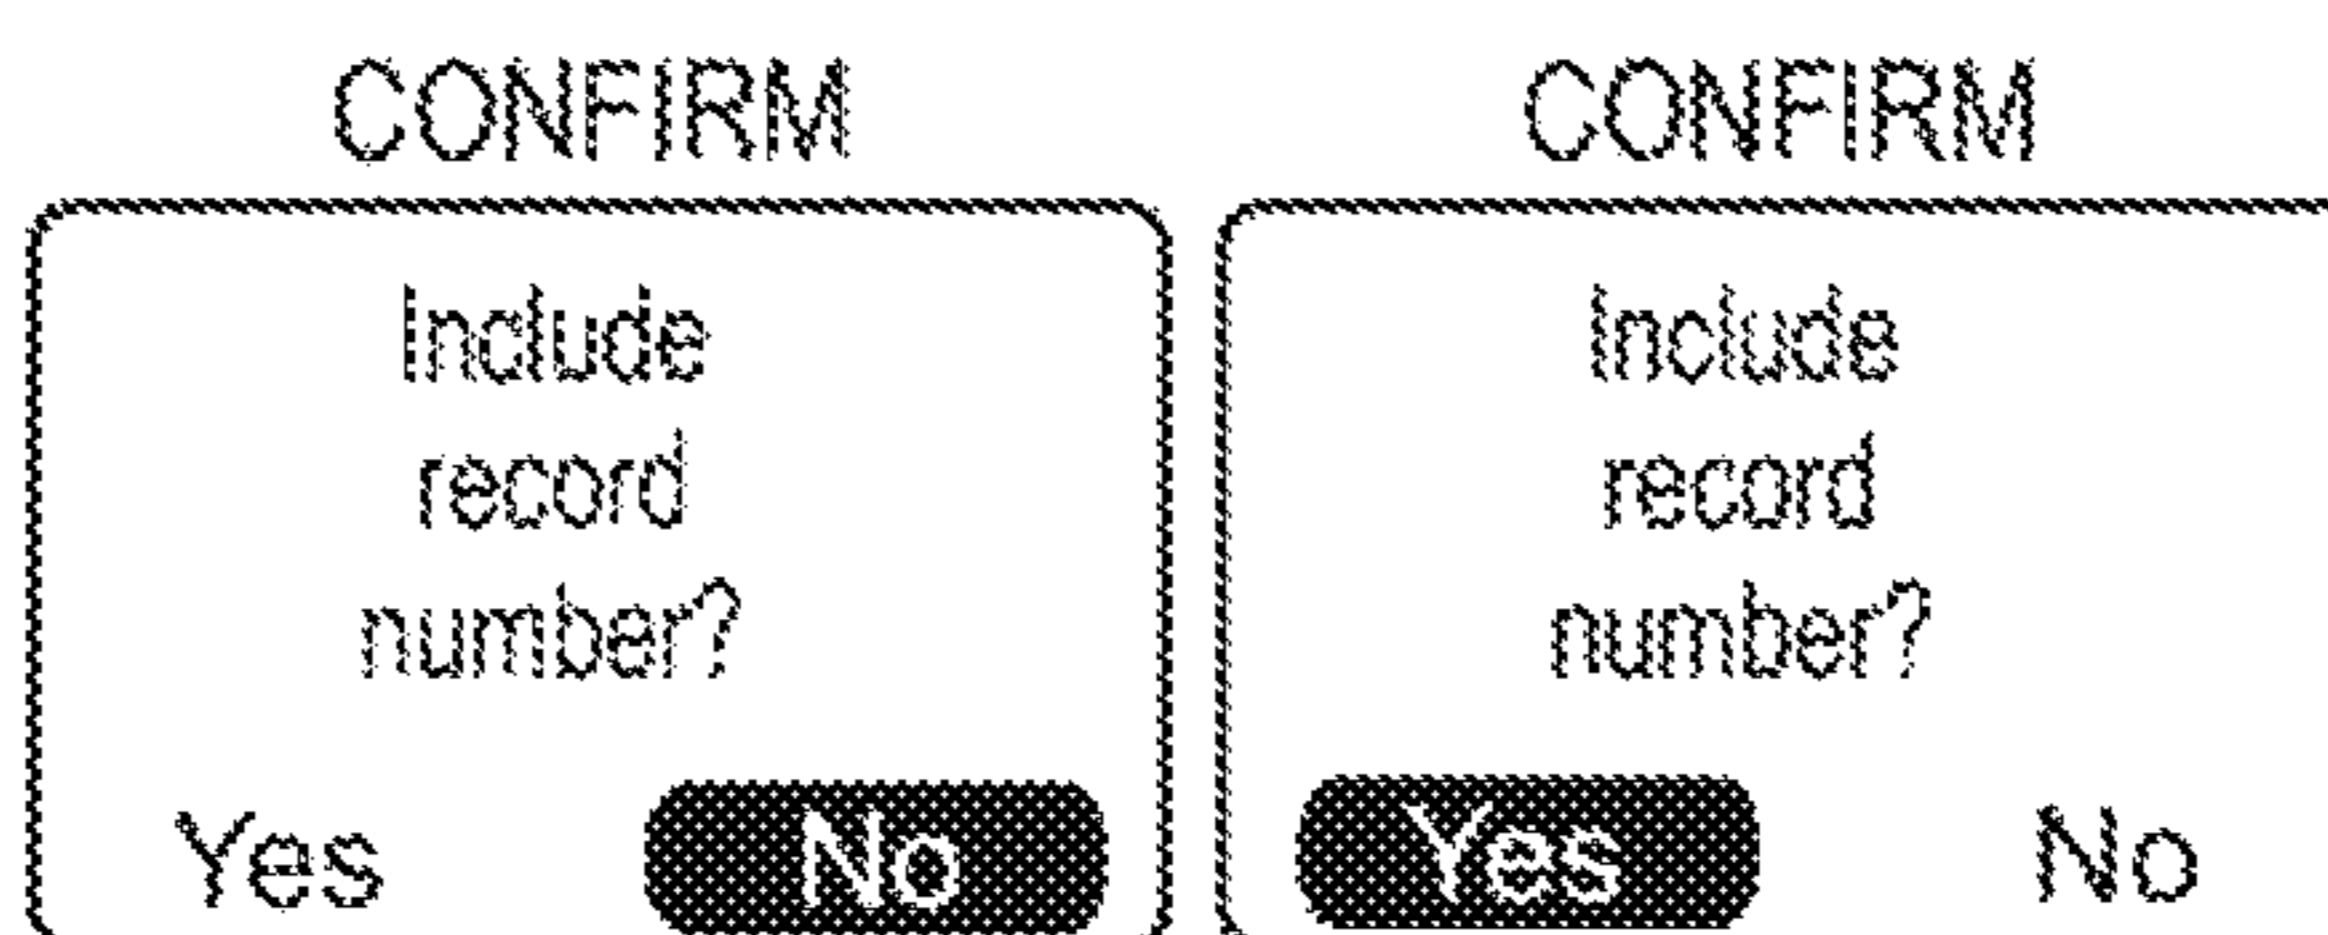 CONFIRM
Include
record
number?
Yes No
CONFIRM
Include
record
number?
Yes No